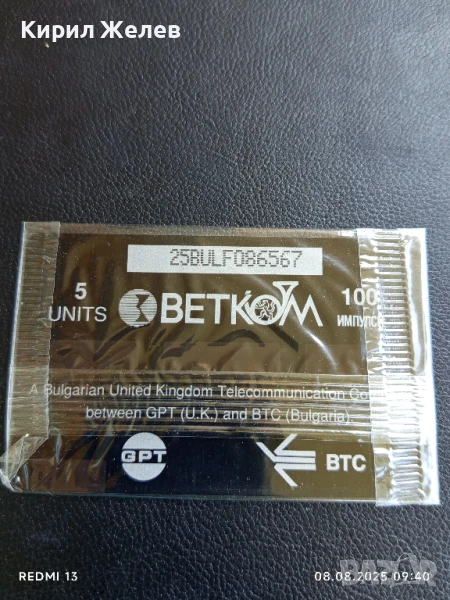 Кирил Желев
25BULF086567
5 UNITS
BETKOM
100 ИМПУЛС
A Bulgarian United Kingdom Telecommunication Co
between GPT (U.K.) and BTC (Bulgaria).
GPT
BTC
REDMI 13
08.08.2025 09:40